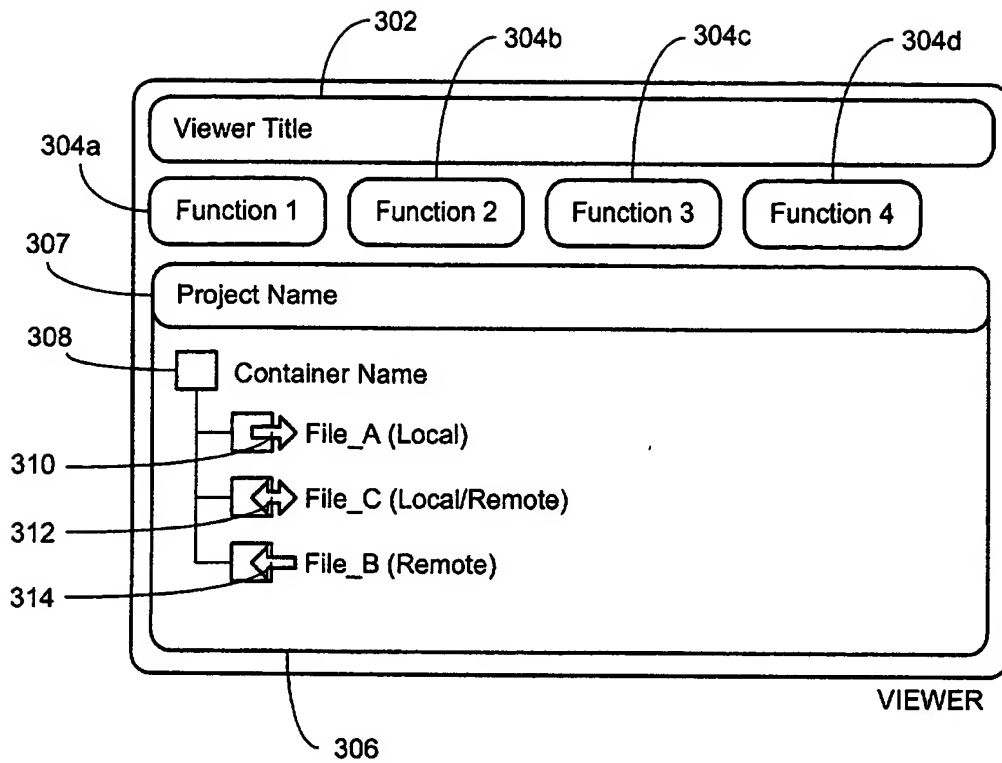 302
304b
304c
304d
Viewer Title
304a
Function 1
Function 2
Function 3
Function 4
307
Project Name
308
Container Name
File_A (Local)
310
File_C (Local/Remote)
312
File_B (Remote)
314
VIEWER
306